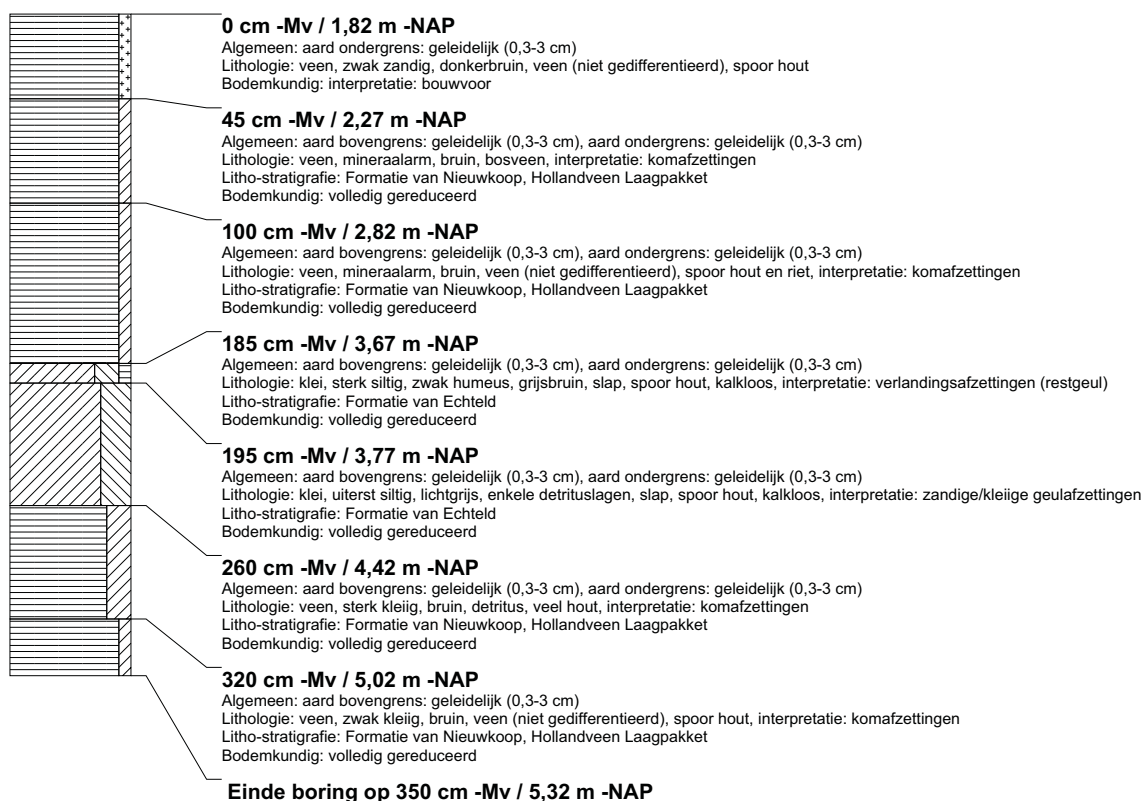 0 cm -Mv / 1,82 m -NAP
Algemeen: aard ondergrens: geleidelijk (0,3-3 cm)
Lithologie: veen, zwak zandig, donkerbruin, veen (niet gedifferentieerd), spoor hout
Bodemkundig: interpretatie: bouwvoor
45 cm -Mv / 2,27 m -NAP
Algemeen: aard bovengrens: geleidelijk (0,3-3 cm), aard ondergrens: geleidelijk (0,3-3 cm)
Lithologie: veen, mineraalarm, bruin, bosveen, interpretatie: komafzettingen
Litho-stratigrafie: Formatie van Nieuwkoop, Hollandveen Laagpakket
Bodemkundig: volledig gereduceerd
100 cm -Mv / 2,82 m -NAP
Algemeen: aard bovengrens: geleidelijk (0,3-3 cm), aard ondergrens: geleidelijk (0,3-3 cm)
Lithologie: veen, mineraalarm, bruin, veen (niet gedifferentieerd), spoor hout en riet, interpretatie: komafzettingen
Litho-stratigrafie: Formatie van Nieuwkoop, Hollandveen Laagpakket
Bodemkundig: volledig gereduceerd
185 cm -Mv / 3,67 m -NAP
Algemeen: aard bovengrens: geleidelijk (0,3-3 cm), aard ondergrens: geleidelijk (0,3-3 cm)
Lithologie: klei, sterk siltig, zwak humeus, grijsbruin, slap, spoor hout, kalkloos, interpretatie: verlandingsafzettingen (restgeul)
Litho-stratigrafie: Formatie van Echteld
Bodemkundig: volledig gereduceerd
195 cm -Mv / 3,77 m -NAP
Algemeen: aard bovengrens: geleidelijk (0,3-3 cm), aard ondergrens: geleidelijk (0,3-3 cm)
Lithologie: klei, uiterst siltig, lichtgrijs, enkele detrituslagen, slap, spoor hout, kalkloos, interpretatie: zandige/kleiige geulafzettingen
Litho-stratigrafie: Formatie van Echteld
Bodemkundig: volledig gereduceerd
260 cm -Mv / 4,42 m -NAP
Algemeen: aard bovengrens: geleidelijk (0,3-3 cm), aard ondergrens: geleidelijk (0,3-3 cm)
Lithologie: veen, sterk kleiig, bruin, detritus, veel hout, interpretatie: komafzettingen
Litho-stratigrafie: Formatie van Nieuwkoop, Hollandveen Laagpakket
Bodemkundig: volledig gereduceerd
320 cm -Mv / 5,02 m -NAP
Algemeen: aard bovengrens: geleidelijk (0,3-3 cm)
Lithologie: veen, zwak kleiig, bruin, veen (niet gedifferentieerd), spoor hout, interpretatie: komafzettingen
Litho-stratigrafie: Formatie van Nieuwkoop, Hollandveen Laagpakket
Bodemkundig: volledig gereduceerd
Einde boring op 350 cm -Mv / 5,32 m -NAP